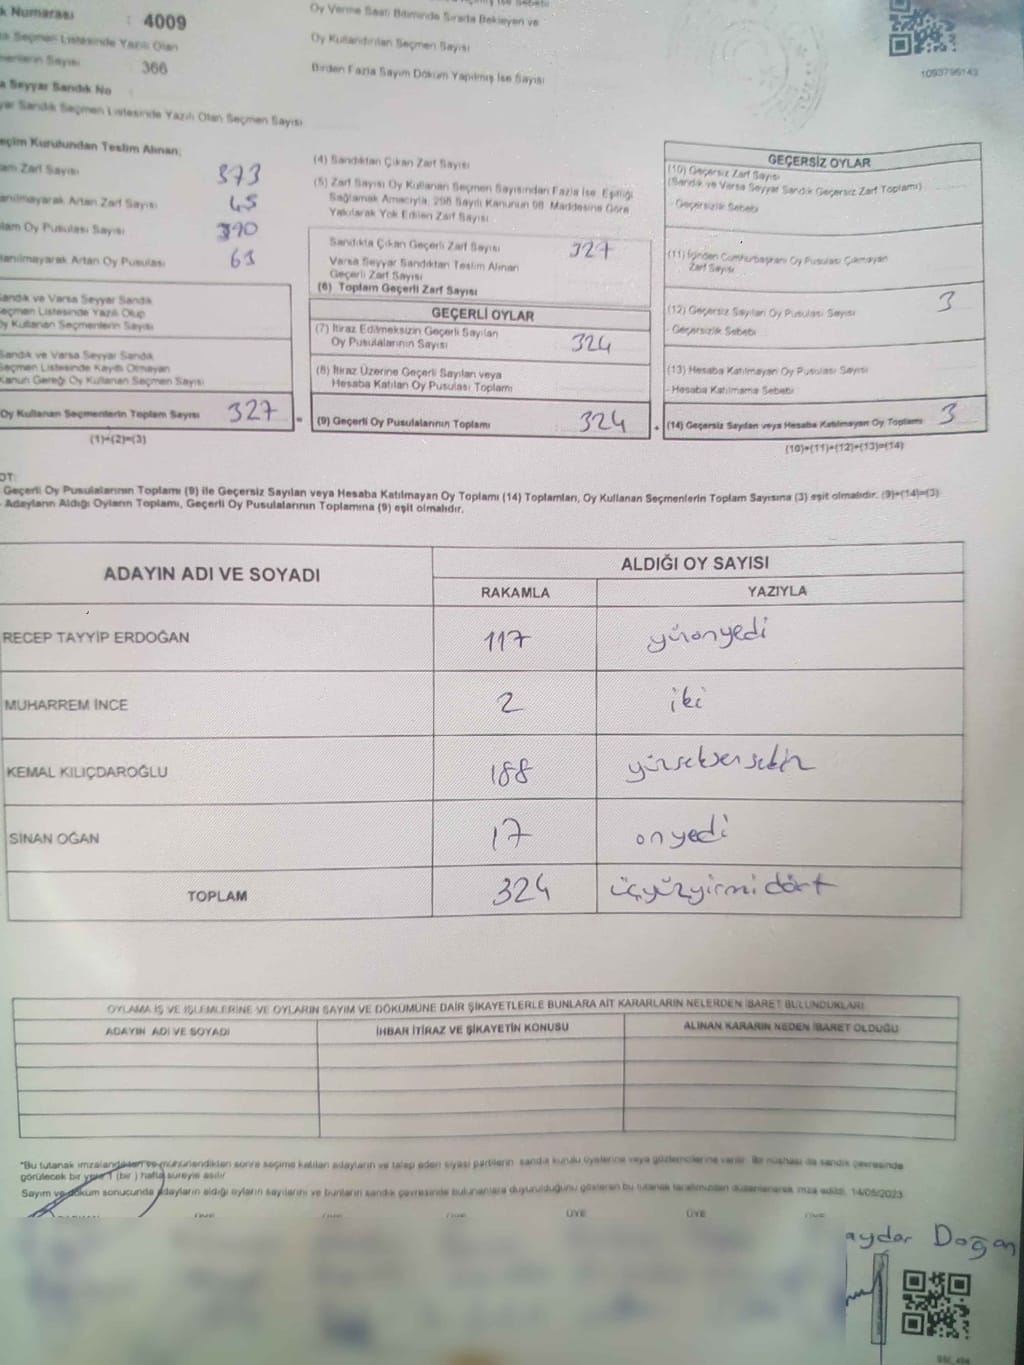 k Numarası : 4009
a Seçmen Listesinde Yazılı Olan
menlerin Sayısı : 366
a Seyyar Sandık No
yar Sandık Seçmen Listesinde Yazılı Olan Seçmen Sayısı
Oy Verme Saati Bitiminde Sırada Bekleyen ve
Oy Kullandırılan Seçmen Sayısı
Birden Fazla Sayım Döküm Yapılmış İse Sayısı
1093796143
eçim Kurulundan Teslim Alınan;
am Zarf Sayısı 373
anılmayarak Artan Zarf Sayısı 45
lam Oy Pusulası Sayısı 390
lanılmayarak Artan Oy Pusulası 63
andık ve Varsa Seyyar Sandık
eçmen Listesinde Yazılı Olup
y Kullanan Seçmenlerin Sayısı
Sandık ve Varsa Seyyar Sandık
Seçmen Listesinde Kayıtlı Olmayan
Kanun Gereği Oy Kullanan Seçmen Sayısı
Oy Kullanan Seçmenlerin Toplam Sayısı 327 =
(1)+(2)=(3)
(4) Sandıktan Çıkan Zarf Sayısı
(5) Zarf Sayısı Oy Kullanan Seçmen Sayısından Fazla İse, Eşitliği
Sağlamak Amacıyla, 298 Sayılı Kanunun 98. Maddesine Göre
Yakılarak Yok Edilen Zarf Sayısı
Sandıkta Çıkan Geçerli Zarf Sayısı 327
Varsa Seyyar Sandıktan Teslim Alınan
Geçerli Zarf Sayısı
(6) Toplam Geçerli Zarf Sayısı
GEÇERLİ OYLAR
(7) İtiraz Edilmeksizin Geçerli Sayılan
Oy Pusulalarının Sayısı 324
(8) İtiraz Üzerine Geçerli Sayılan veya
Hesaba Katılan Oy Pusulası Toplamı
(9) Geçerli Oy Pusulalarının Toplamı 324 +
GEÇERSİZ OYLAR
(10) Geçersiz Zarf Sayısı
(Sandık ve Varsa Seyyar Sandık Geçersiz Zarf Toplamı)
- Geçersizlik Sebebi
(11) İçinden Cumhurbaşkanı Oy Pusulası Çıkmayan
Zarf Sayısı
(12) Geçersiz Sayılan Oy Pusulası Sayısı 3
- Geçersizlik Sebebi
(13) Hesaba Katılmayan Oy Pusulası Sayısı
- Hesaba Katılmama Sebebi
(14) Geçersiz Sayılan veya Hesaba Katılmayan Oy Toplamı 3
(10)+(11)+(12)+(13)=(14)
OT:
Geçerli Oy Pusulalarının Toplamı (9) ile Geçersiz Sayılan veya Hesaba Katılmayan Oy Toplamı (14) Toplamları, Oy Kullanan Seçmenlerin Toplam Sayısına (3) eşit olmalıdır. (9)+(14)=(3)
Adayların Aldığı Oyların Toplamı, Geçerli Oy Pusulalarının Toplamına (9) eşit olmalıdır.
ADAYIN ADI VE SOYADI
ALDIĞI OY SAYISI
RAKAMLA YAZIYLA
RECEP TAYYİP ERDOĞAN 117 yüzonyedi
MUHARREM İNCE 2 iki
KEMAL KILIÇDAROĞLU 188 yüzseksensekiz
SİNAN OĞAN 17 onyedi
TOPLAM 324 üçyüzyirmidört
OYLAMA İŞ VE İŞLEMLERİNE VE OYLARIN SAYIM VE DÖKÜMÜNE DAİR ŞİKAYETLERLE BUNLARA AİT KARARLARIN NELERDEN İBARET BULUNDUKLARI
ADAYIN ADI VE SOYADI
İHBAR İTİRAZ VE ŞİKAYETİN KONUSU
ALINAN KARARIN NEDEN İBARET OLDUĞU
*Bu tutanak imzalandıktan ve mühürlendikten sonra seçime katılan adayların ve talep eden siyasi partilerin sandık kurulu üyelerine veya gözlemcilerine verilir. Bir nüshası da sandık çevresinde
görülecek bir yere 1 (bir) hafta süreyle asılır.
Sayım ve döküm sonucunda adayların aldığı oyların sayılarını ve bunların sandık çevresinde bulunanlara duyurulduğunu gösteren bu tutanak tarafımızdan düzenlenerek imza edildi. 14/05/2023
ÜYE ÜYE ÜYE ÜYE ÜYE ÜYE
aydar Doğan